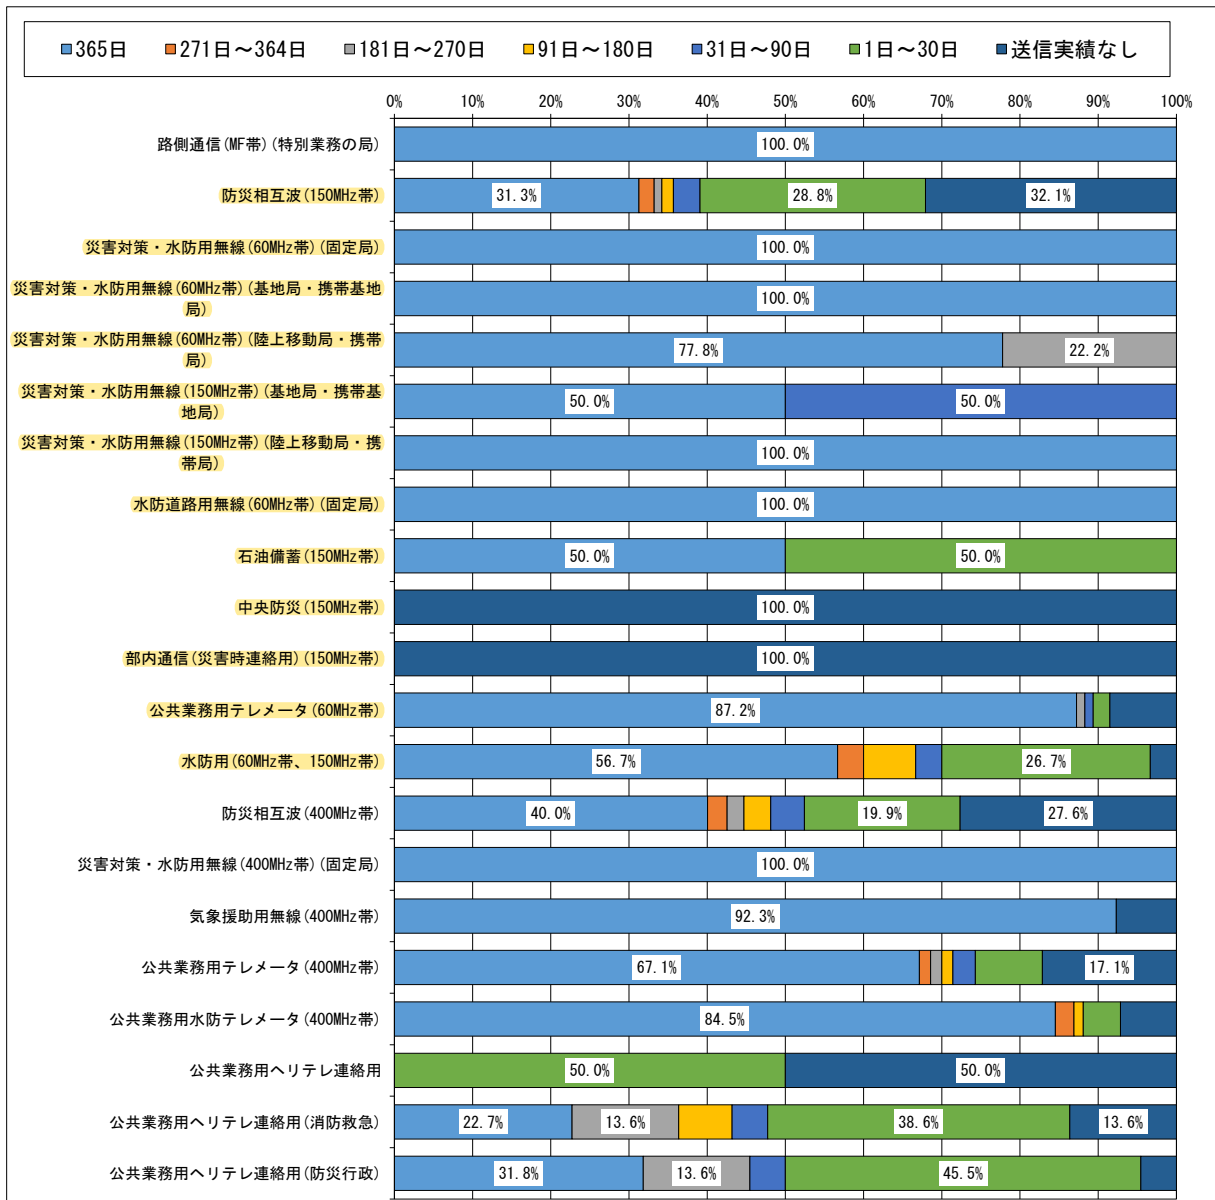 365日 271日～364日 181日～270日 91日～180日 31日～90日 1日～30日 送信実績なし
0% 10% 20% 30% 40% 50% 60% 70% 80% 90% 100%
路側通信(MF帯)(特別業務の局) 100.0%
防災相互波(150MHz帯) 31.3% 28.8% 32.1%
災害対策・水防用無線(60MHz帯)(固定局) 100.0%
災害対策・水防用無線(60MHz帯)(基地局・携帯基地
局) 100.0%
災害対策・水防用無線(60MHz帯)(陸上移動局・携帯
局) 77.8% 22.2%
災害対策・水防用無線(150MHz帯)(基地局・携帯基
地局) 50.0% 50.0%
災害対策・水防用無線(150MHz帯)(陸上移動局・携
帯局) 100.0%
水防道路用無線(60MHz帯)(固定局) 100.0%
石油備蓄(150MHz帯) 50.0% 50.0%
中央防災(150MHz帯) 100.0%
部内通信(災害時連絡用)(150MHz帯) 100.0%
公共業務用テレメータ(60MHz帯) 87.2%
水防用(60MHz帯、150MHz帯) 56.7% 26.7%
防災相互波(400MHz帯) 40.0% 19.9% 27.6%
災害対策・水防用無線(400MHz帯)(固定局) 100.0%
気象援助用無線(400MHz帯) 92.3%
公共業務用テレメータ(400MHz帯) 67.1% 17.1%
公共業務用水防テレメータ(400MHz帯) 84.5%
公共業務用ヘリテレ連絡用 50.0% 50.0%
公共業務用ヘリテレ連絡用(消防救急) 22.7% 13.6% 38.6% 13.6%
公共業務用ヘリテレ連絡用(防災行政) 31.8% 13.6% 45.5%